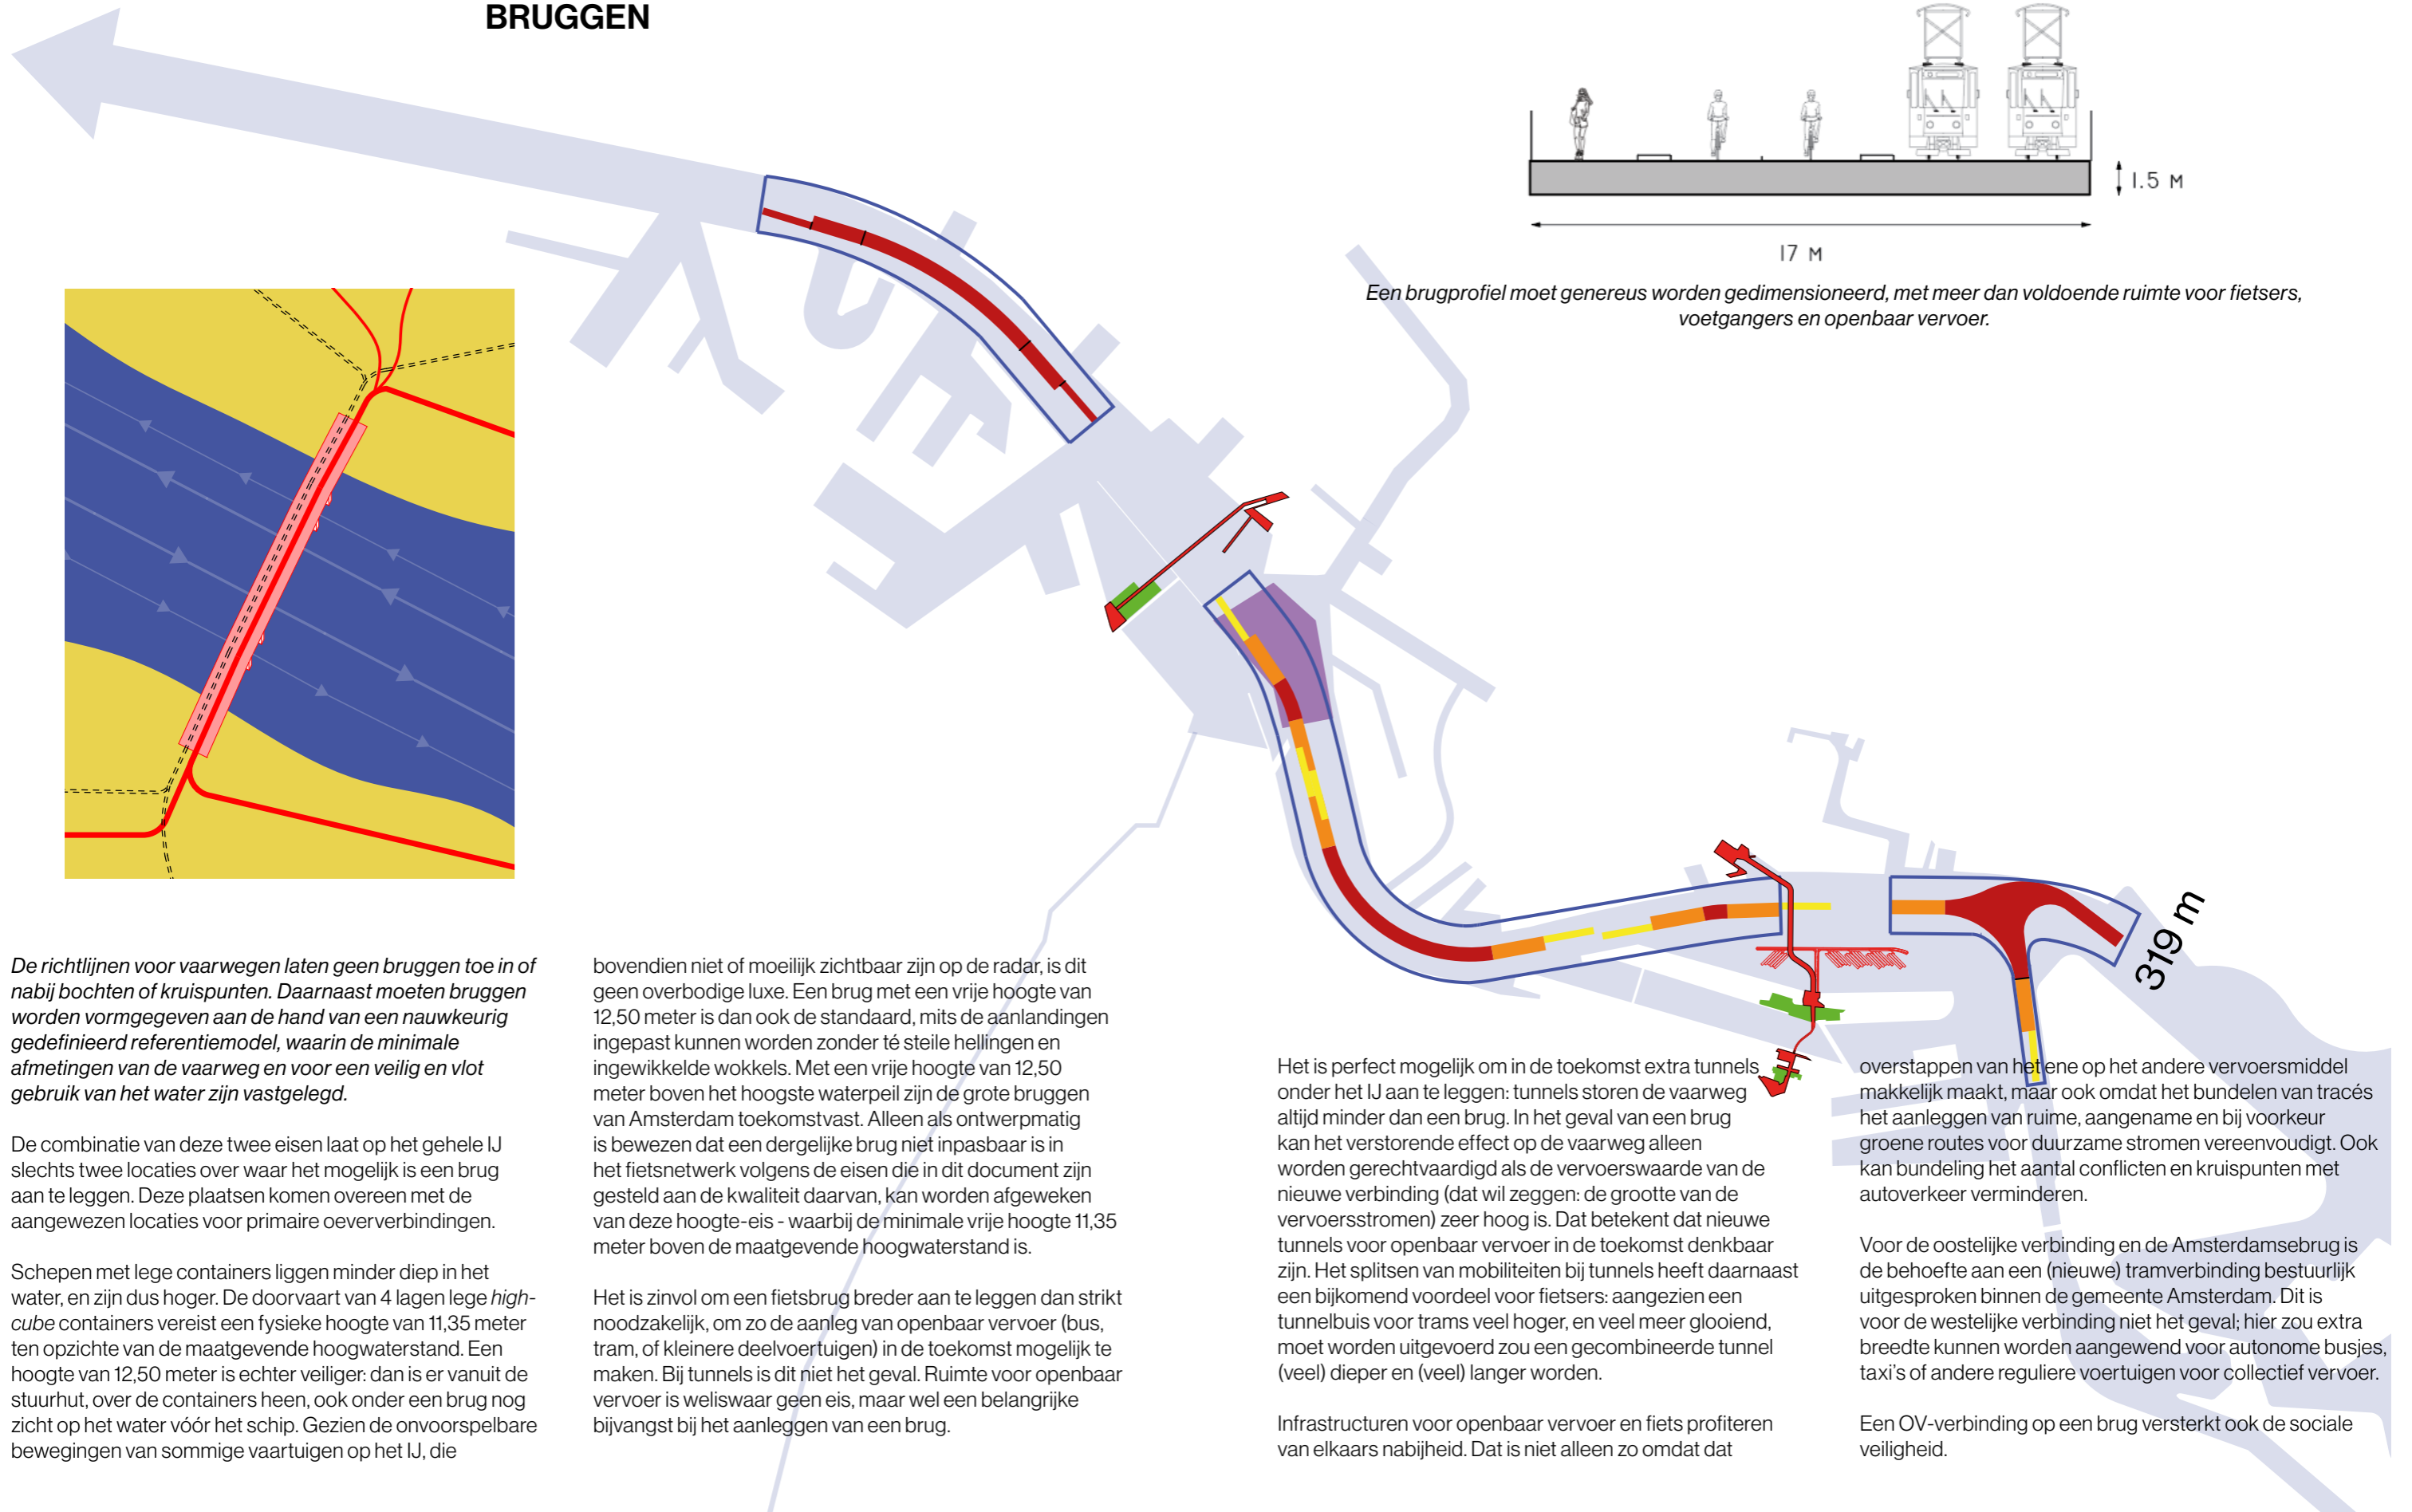 BRUGGEN
1.5 M
17 M
Een brugprofiel moet genereus worden gedimensioneerd, met meer dan voldoende ruimte voor fietsers,
voetgangers en openbaar vervoer.
319 m
De richtlijnen voor vaarwegen laten geen bruggen toe in of
nabij bochten of kruispunten. Daarnaast moeten bruggen
worden vormgegeven aan de hand van een nauwkeurig
gedefinieerd referentiemodel, waarin de minimale
afmetingen van de vaarweg en voor een veilig en vlot
gebruik van het water zijn vastgelegd.
De combinatie van deze twee eisen laat op het gehele IJ
slechts twee locaties over waar het mogelijk is een brug
aan te leggen. Deze plaatsen komen overeen met de
aangewezen locaties voor primaire oeververbindingen.
Schepen met lege containers liggen minder diep in het
water, en zijn dus hoger. De doorvaart van 4 lagen lege high-
cube containers vereist een fysieke hoogte van 11,35 meter
ten opzichte van de maatgevende hoogwaterstand. Een
hoogte van 12,50 meter is echter veiliger: dan is er vanuit de
stuurhut, over de containers heen, ook onder een brug nog
zicht op het water vóór het schip. Gezien de onvoorspelbare
bewegingen van sommige vaartuigen op het IJ, die
bovendien niet of moeilijk zichtbaar zijn op de radar, is dit
geen overbodige luxe. Een brug met een vrije hoogte van
12,50 meter is dan ook de standaard, mits de aanlandingen
ingepast kunnen worden zonder té steile hellingen en
ingewikkelde wokkels. Met een vrije hoogte van 12,50
meter boven het hoogste waterpeil zijn de grote bruggen
van Amsterdam toekomstvast. Alleen als ontwerpmatig
is bewezen dat een dergelijke brug niet inpasbaar is in
het fietsnetwerk volgens de eisen die in dit document zijn
gesteld aan de kwaliteit daarvan, kan worden afgeweken
van deze hoogte-eis - waarbij de minimale vrije hoogte 11,35
meter boven de maatgevende hoogwaterstand is.
Het is zinvol om een fietsbrug breder aan te leggen dan strikt
noodzakelijk, om zo de aanleg van openbaar vervoer (bus,
tram, of kleinere deelvoertuigen) in de toekomst mogelijk te
maken. Bij tunnels is dit niet het geval. Ruimte voor openbaar
vervoer is weliswaar geen eis, maar wel een belangrijke
bijvangst bij het aanleggen van een brug.
Het is perfect mogelijk om in de toekomst extra tunnels
onder het IJ aan te leggen: tunnels storen de vaarweg
altijd minder dan een brug. In het geval van een brug
kan het verstorende effect op de vaarweg alleen
worden gerechtvaardigd als de vervoerswaarde van de
nieuwe verbinding (dat wil zeggen: de grootte van de
vervoersstromen) zeer hoog is. Dat betekent dat nieuwe
tunnels voor openbaar vervoer in de toekomst denkbaar
zijn. Het splitsen van mobiliteiten bij tunnels heeft daarnaast
een bijkomend voordeel voor fietsers: aangezien een
tunnelbuis voor trams veel hoger, en veel meer glooiend,
moet worden uitgevoerd zou een gecombineerde tunnel
(veel) dieper en (veel) langer worden.
Infrastructuren voor openbaar vervoer en fiets profiteren
van elkaars nabijheid. Dat is niet alleen zo omdat dat
overstappen van het ene op het andere vervoersmiddel
makkelijk maakt, maar ook omdat het bundelen van tracés
het aanleggen van ruime, aangename en bij voorkeur
groene routes voor duurzame stromen vereenvoudigt. Ook
kan bundeling het aantal conflicten en kruispunten met
autoverkeer verminderen.
Voor de oostelijke verbinding en de Amsterdamsebrug is
de behoefte aan een (nieuwe) tramverbinding bestuurlijk
uitgesproken binnen de gemeente Amsterdam. Dit is
voor de westelijke verbinding niet het geval; hier zou extra
breedte kunnen worden aangewend voor autonome busjes,
taxi's of andere reguliere voertuigen voor collectief vervoer.
Een OV-verbinding op een brug versterkt ook de sociale
veiligheid.